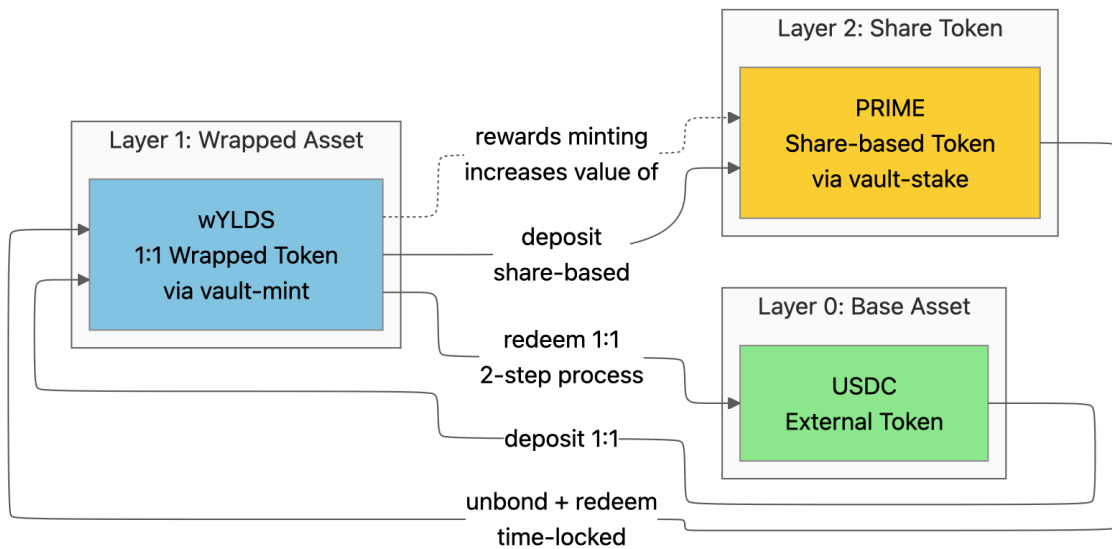 Layer 2: Share Token
PRIME
Share-based Token
via vault-stake
Layer 1: Wrapped Asset
wYLDS
1:1 Wrapped Token
via vault-mint
rewards minting
increases value of
deposit
share-based
redeem 1:1
2-step process
Layer 0: Base Asset
USDC
External Token
deposit 1:1
unbond + redeem
time-locked